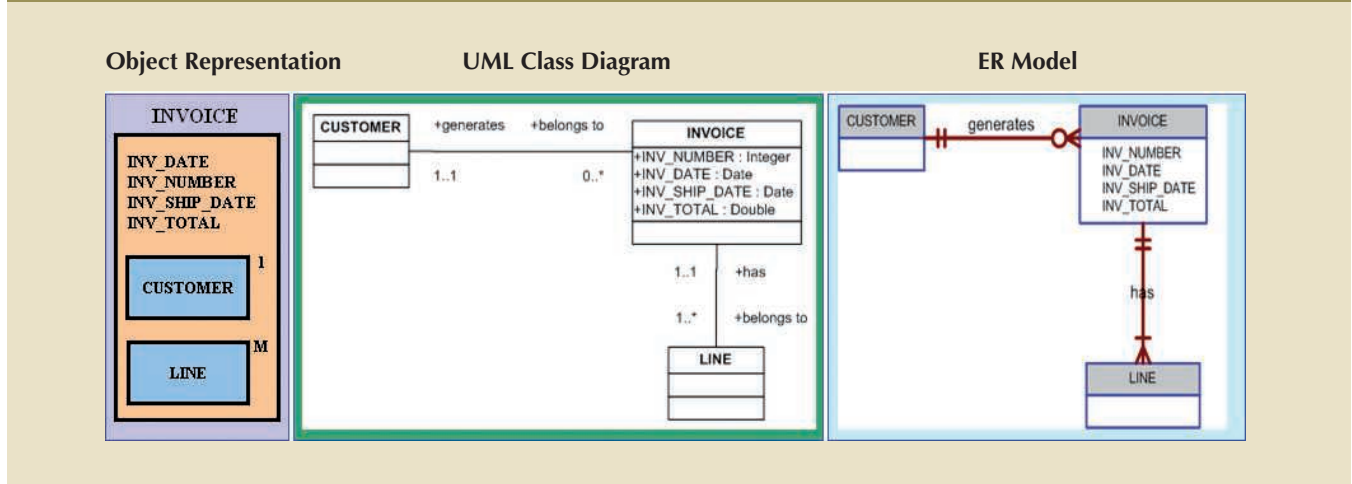 Object Representation
UML Class Diagram
ER Model
INVOICE
INV_DATE
INV_NUMBER
INV_SHIP_DATE
INV_TOTAL
1
CUSTOMER
M
LINE
CUSTOMER
+generates
+belongs to
1..1
0..*
INVOICE
+INV_NUMBER : Integer
+INV_DATE : Date
+INV_SHIP_DATE : Date
+INV_TOTAL : Double
1..1
+has
1..*
+belongs to
LINE
CUSTOMER
generates
INVOICE
INV_NUMBER
INV_DATE
INV_SHIP_DATE
INV_TOTAL
has
LINE